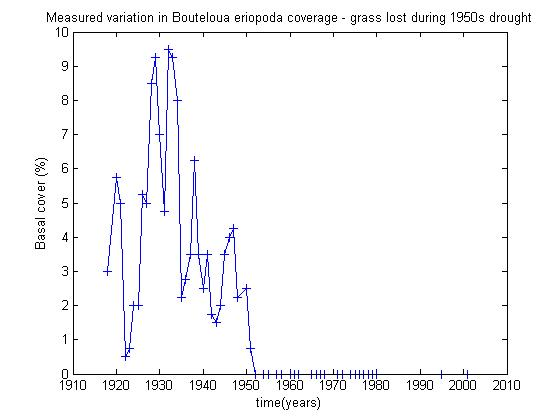 Measured variation in Bouteloua eriopoda coverage - grass lost during 1950s drought
10
9
8
7
6
5
4
3
2
1
0
Basal cover (%)
1910 1920 1930 1940 1950 1960 1970 1980 1990 2000 2010
time(years)